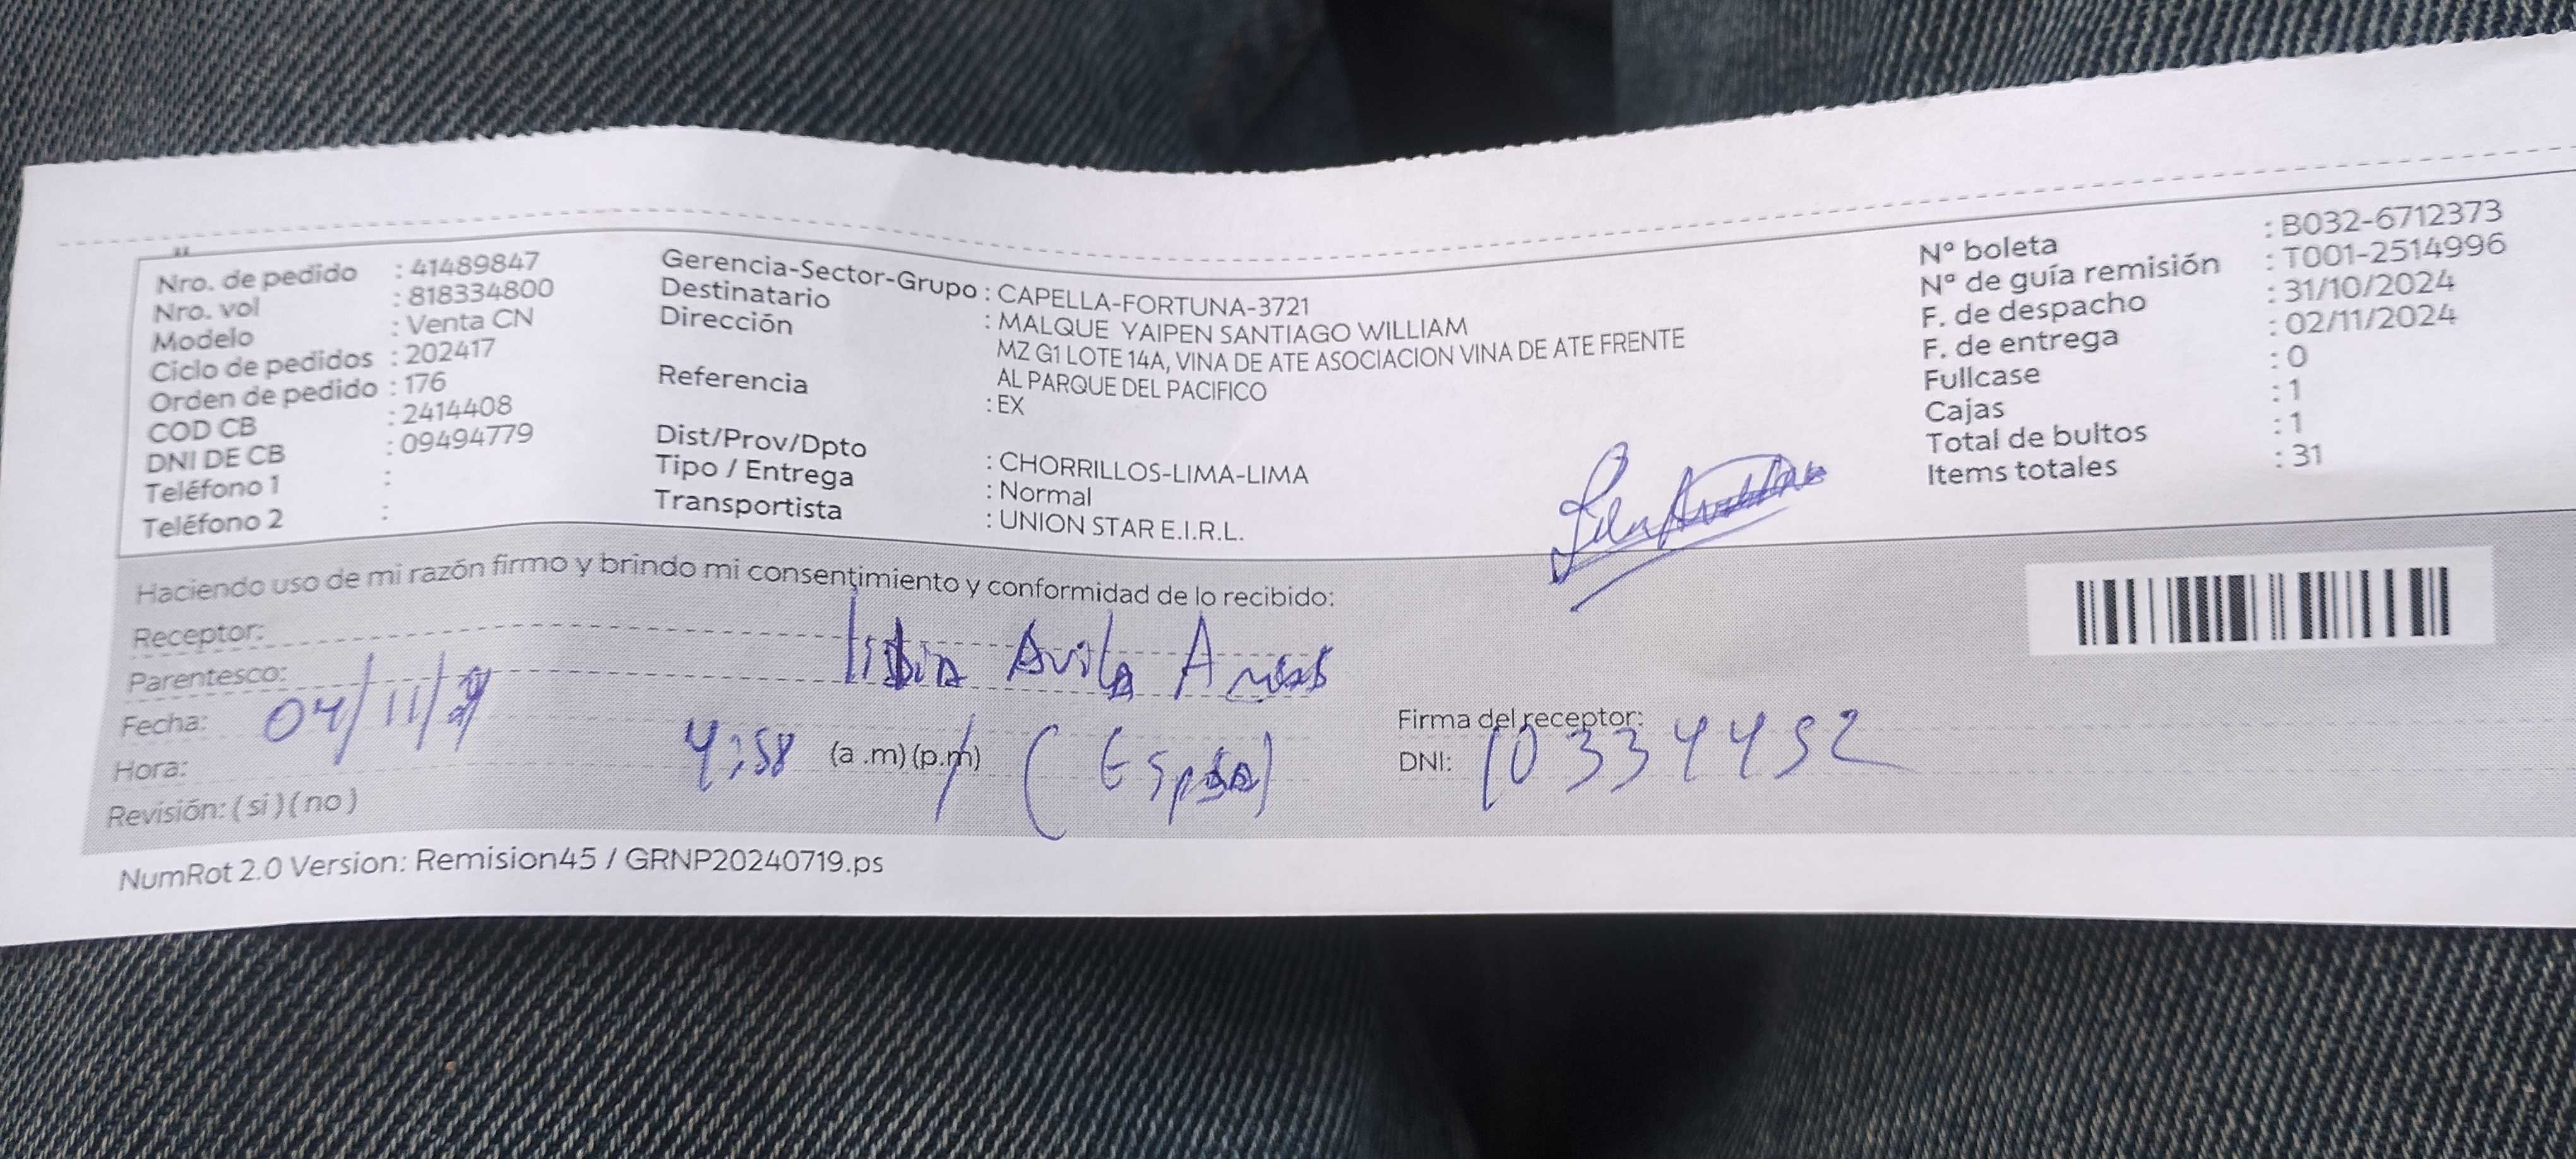 Nro. de pedido : 41489847
Nro. vol : 818334800
Modelo : Venta CN
Ciclo de pedidos : 202417
Orden de pedido : 176
COD CB : 2414408
DNI DE CB : 09494779
Teléfono 1 :
Teléfono 2 :
Gerencia-Sector-Grupo : CAPELLA-FORTUNA-3721
Destinatario : MALQUE YAIPEN SANTIAGO WILLIAM
Dirección MZ G1 LOTE 14A, VINA DE ATE ASOCIACION VINA DE ATE FRENTE
AL PARQUE DEL PACIFICO
Referencia : EX
Dist/Prov/Dpto : CHORRILLOS-LIMA-LIMA
Tipo / Entrega : Normal
Transportista : UNION STAR E.I.R.L.
N° boleta : B032-6712373
N° de guía remisión : T001-2514996
F. de despacho : 31/10/2024
F. de entrega : 02/11/2024
Fullcase : 0
Cajas : 1
Total de bultos : 1
Items totales : 31
Haciendo uso de mi razón firmo y brindo mi consentimiento y conformidad de lo recibido:
Receptor:
Avila
Parentesco:
Fecha: 04/11/
Hora: 4:58 (a .m) (p.m) (Esposa)
Revisión: ( si ) ( no )
Firma del receptor:
DNI: 10334452
NumRot 2.0 Version: Remision45 / GRNP20240719.ps